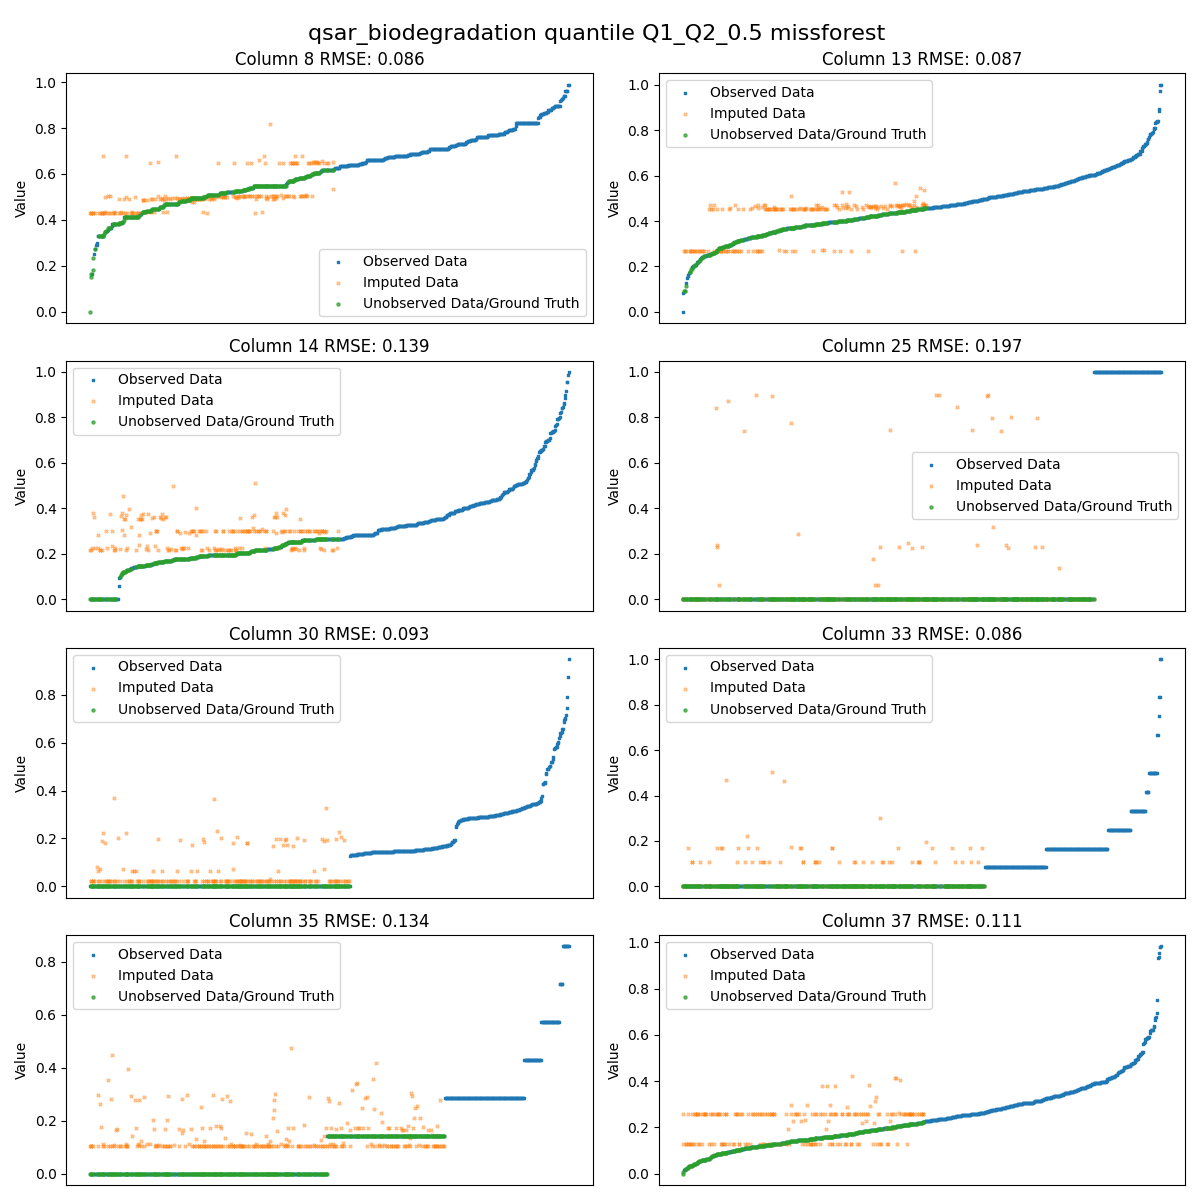 qsar_biodegradation quantile Q1_Q2_0.5 missforest
Column 8 RMSE: 0.086
1.0
0.8
0.6
0.4
0.2
0.0
Value
Observed Data
Imputed Data
Unobserved Data/Ground Truth
Column 13 RMSE: 0.087
1.0
0.8
0.6
0.4
0.2
0.0
Value
Observed Data
Imputed Data
Unobserved Data/Ground Truth
Column 14 RMSE: 0.139
1.0
0.8
0.6
0.4
0.2
0.0
Value
Observed Data
Imputed Data
Unobserved Data/Ground Truth
Column 25 RMSE: 0.197
1.0
0.8
0.6
0.4
0.2
0.0
Value
Observed Data
Imputed Data
Unobserved Data/Ground Truth
Column 30 RMSE: 0.093
0.8
0.6
0.4
0.2
0.0
Value
Observed Data
Imputed Data
Unobserved Data/Ground Truth
Column 33 RMSE: 0.086
1.0
0.8
0.6
0.4
0.2
0.0
Value
Observed Data
Imputed Data
Unobserved Data/Ground Truth
Column 35 RMSE: 0.134
0.8
0.6
0.4
0.2
0.0
Value
Observed Data
Imputed Data
Unobserved Data/Ground Truth
Column 37 RMSE: 0.111
1.0
0.8
0.6
0.4
0.2
0.0
Value
Observed Data
Imputed Data
Unobserved Data/Ground Truth